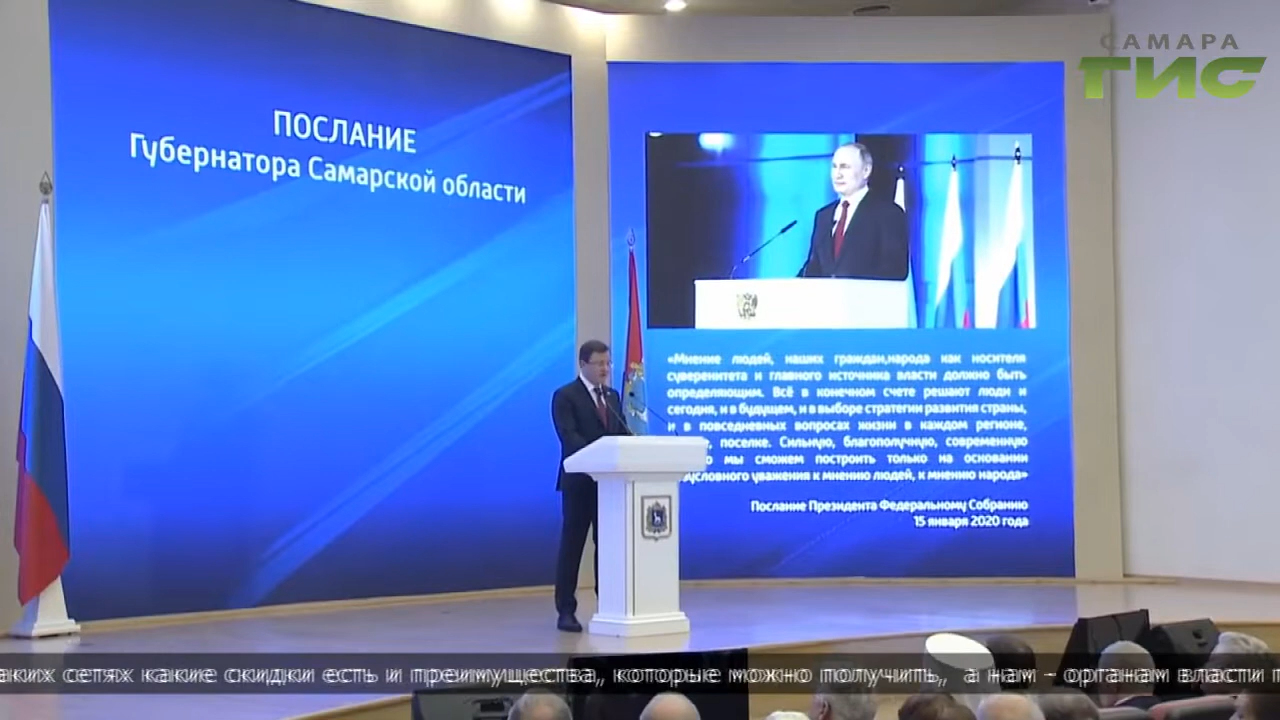 САМАРА
ГИС
ПОСЛАНИЕ
Губернатора Самарской области
«Мнение людей, наших граждан,народа как носителя
суверенитета и главного источника власти должно быть
определяющим. Всё в конечном счете решают люди и
сегодня, и в будущем, и в выборе стратегии развития страны,
и в повседневных вопросах жизни в каждом регионе,
поселке. Сильную, благополучную, современную
мы сможем построить только на основании
уважения к мнению людей, к мнению народа»
Послание Президента Федеральному Собранию
15 января 2020 года
сетях какие скидки есть и преимущества, которые можно получить, а нам - органам власти